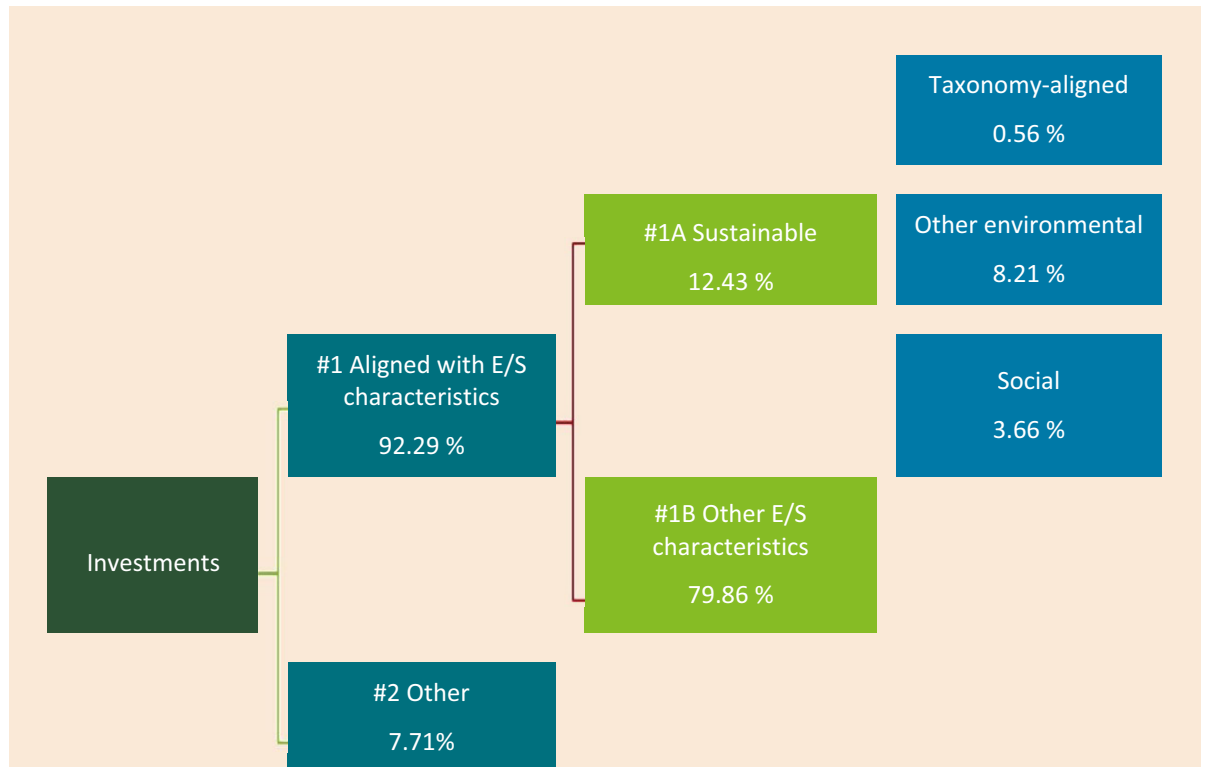 Investments
#1 Aligned with E/S
characteristics
92.29 %
#2 Other
7.71%
#1A Sustainable
12.43 %
#1B Other E/S
characteristics
79.86 %
Taxonomy-aligned
0.56 %
Other environmental
8.21 %
Social
3.66 %